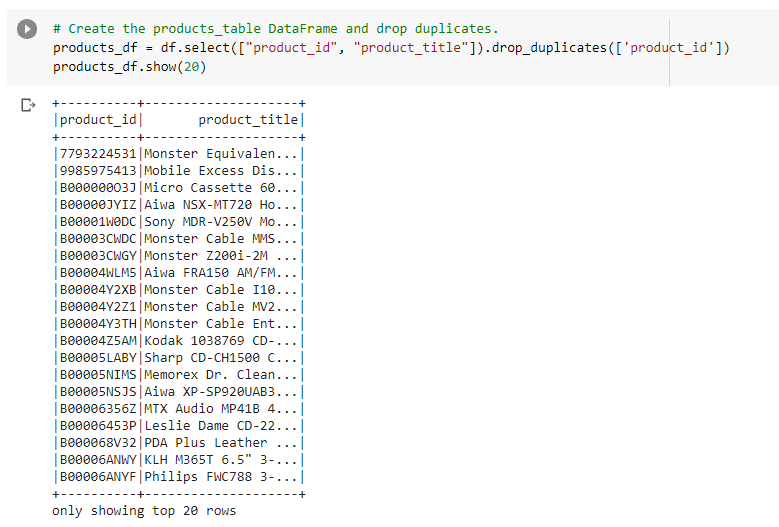 # Create the products_table DataFrame and drop duplicates.
products_df = df.select(["product_id", "product_title"]).drop_duplicates(['product_id'])
products_df.show(20)
+----------+--------------------+
|product_id|       product_title|
+----------+--------------------+
|7793224531|Monster Equivalen...|
|9985975413|Mobile Excess Dis...|
|B00000003J|Micro Cassette 60...|
|B00000JYIZ|Aiwa NSX-MT720 Ho...|
|B00001W0DC|Sony MDR-V250V Mo...|
|B00003CWDC|Monster Cable MMS...|
|B00003CWGY|Monster Z200i-2M ...|
|B00004WLM5|Aiwa FRA150 AM/FM...|
|B00004Y2XB|Monster Cable I10...|
|B00004Y2Z1|Monster Cable MV2...|
|B00004Y3TH|Monster Cable Ent...|
|B00004Z5AM|Kodak 1038769 CD-...|
|B00005LABY|Sharp CD-CH1500 C...|
|B00005NIMS|Memorex Dr. Clean...|
|B00005NSJS|Aiwa XP-SP920UAB3...|
|B00006356Z|MTX Audio MP41B 4...|
|B00006453P|Leslie Dame CD-22...|
|B000068V32|PDA Plus Leather ...|
|B00006ANWY|KLH M365T 6.5" 3-...|
|B00006ANYF|Philips FWC788 3-...|
+----------+--------------------+
only showing top 20 rows